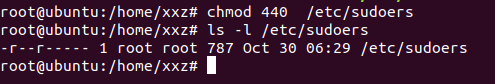 root@ubuntu:/home/xxz# chmod 440  /etc/sudoers
root@ubuntu:/home/xxz# ls -l /etc/sudoers
-r--r----- 1 root root 787 Oct 30 06:29 /etc/sudoers
root@ubuntu:/home/xxz#